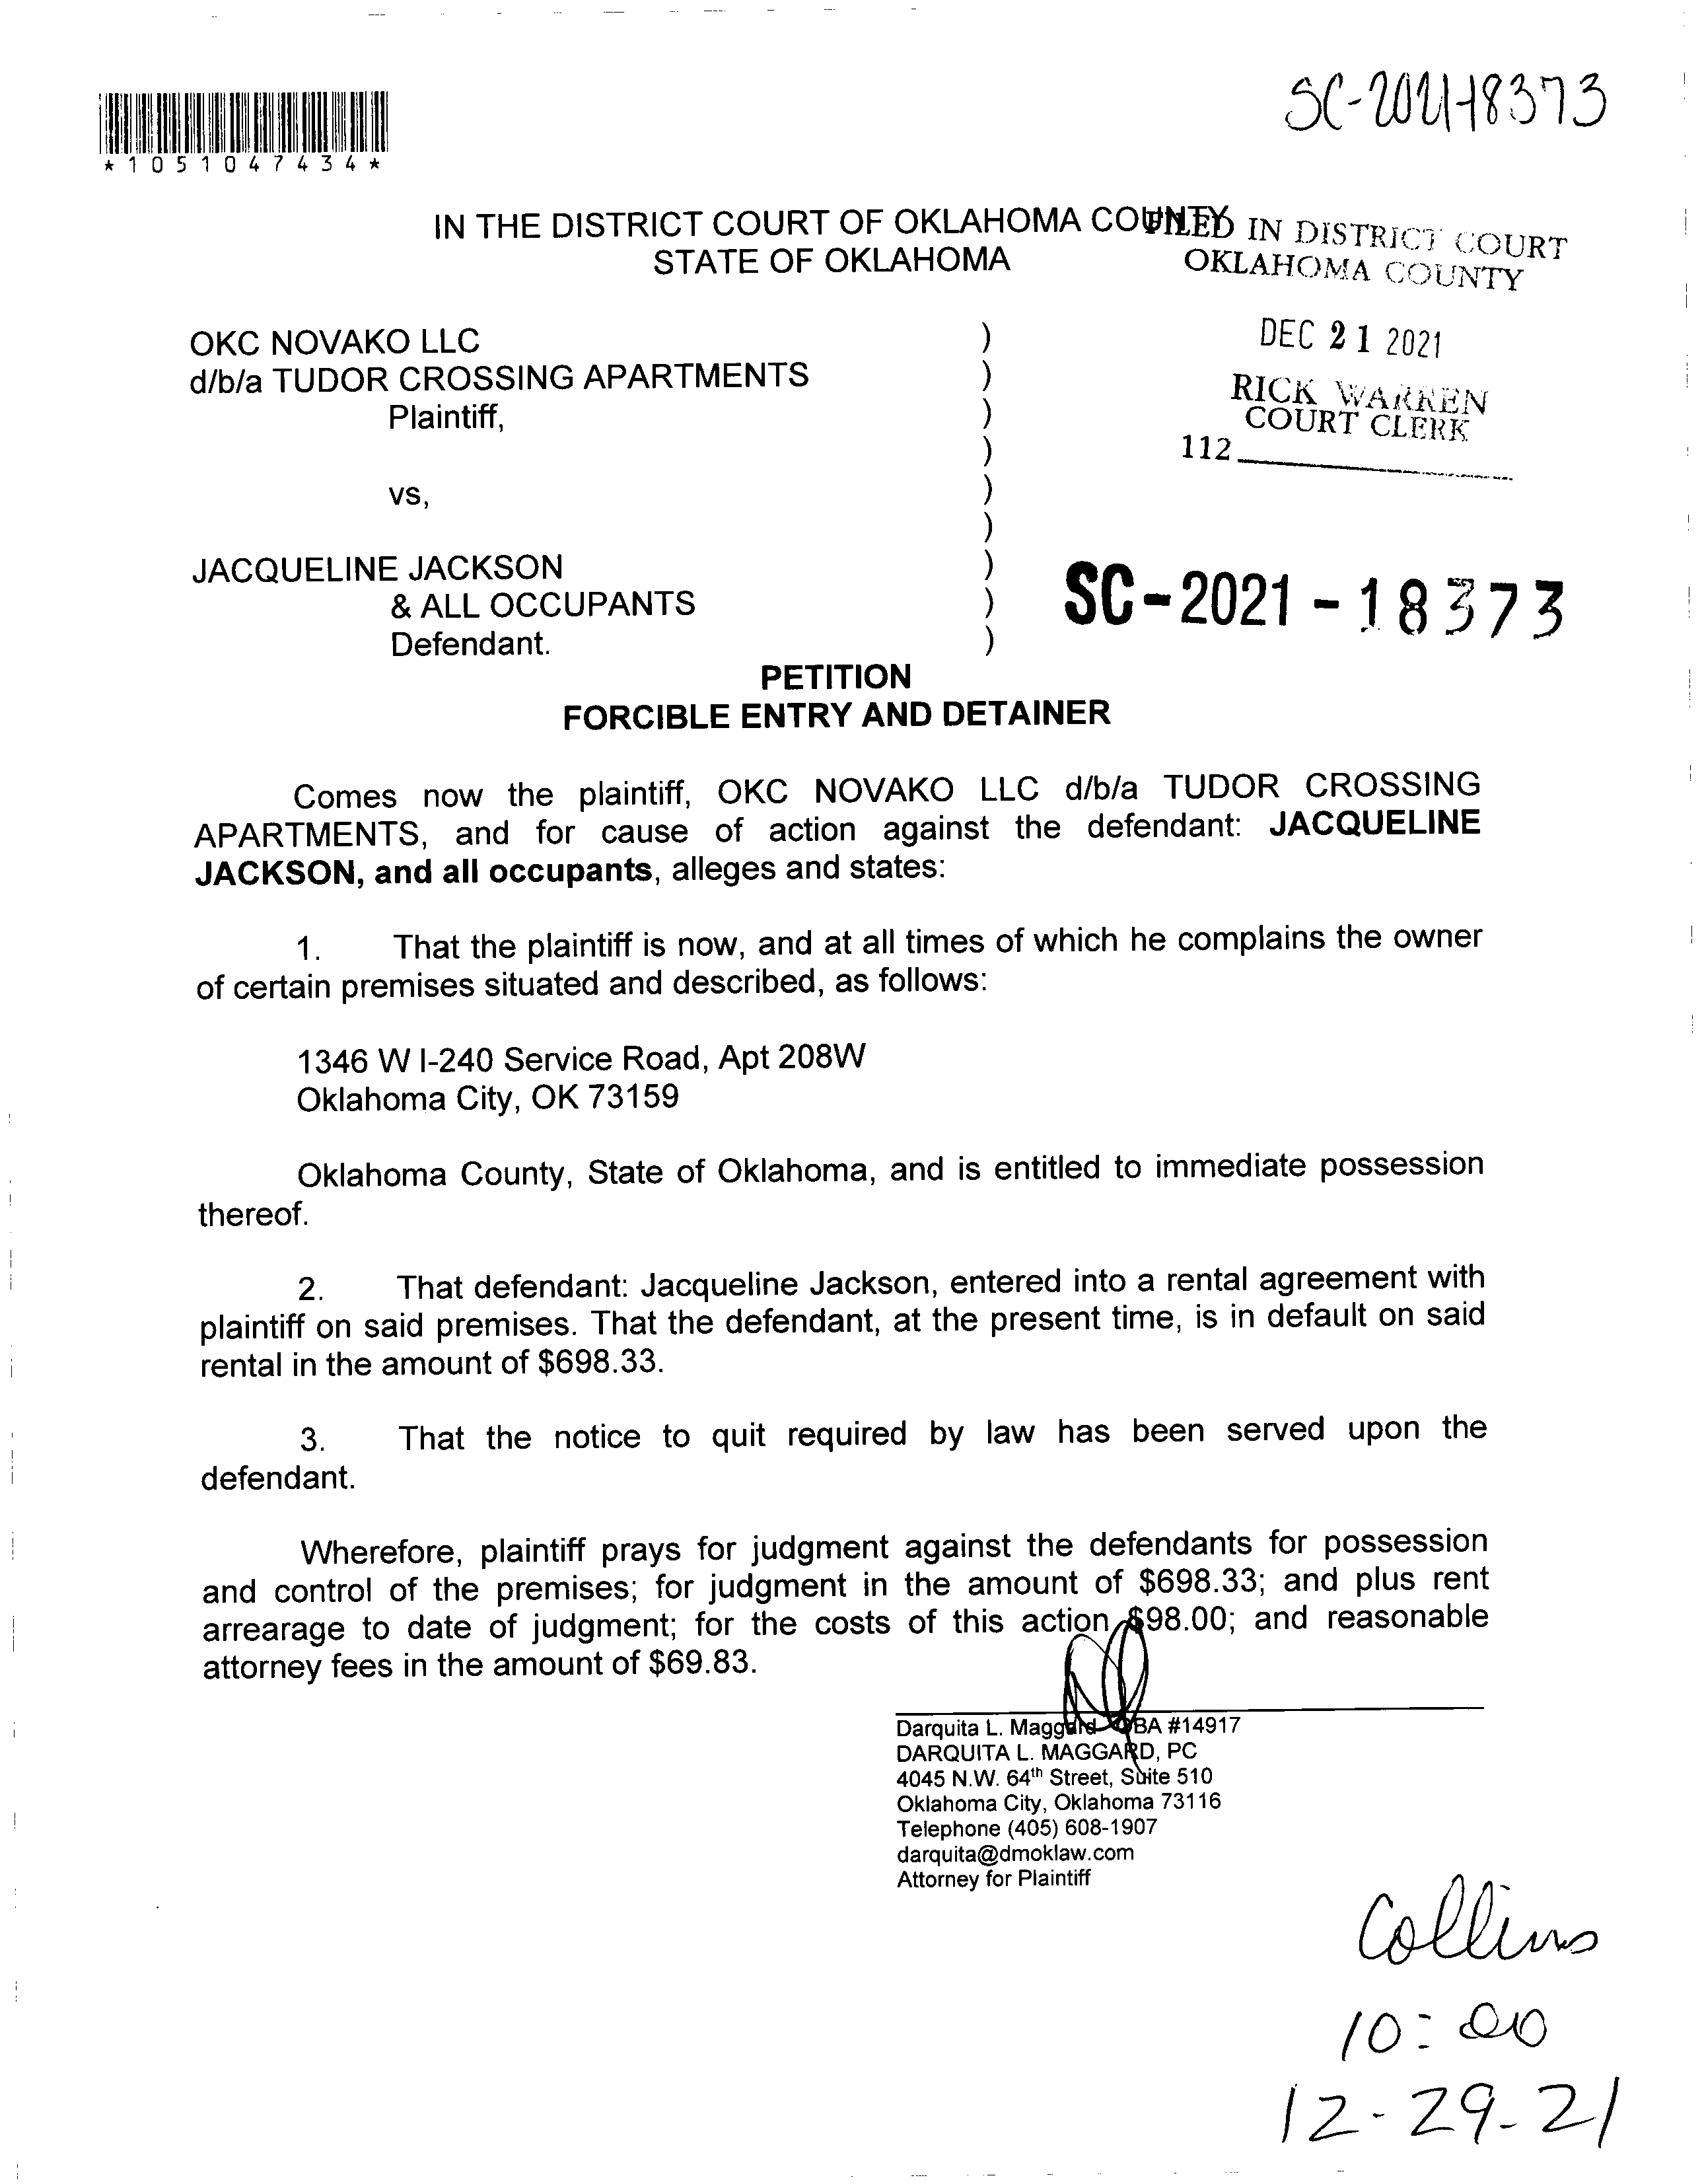 SC-2021-18373
*1051047434*
IN THE DISTRICT COURT OF OKLAHOMA COUNTY
STATE OF OKLAHOMA
FILED IN DISTRICT COURT
OKLAHOMA COUNTY
DEC 21 2021
RICK WARREN
COURT CLERK
112
OKC NOVAKO LLC )
d/b/a TUDOR CROSSING APARTMENTS )
Plaintiff, )
)
vs, )
)
JACQUELINE JACKSON )
& ALL OCCUPANTS )
Defendant. )
SC-2021-18373
PETITION
FORCIBLE ENTRY AND DETAINER
Comes now the plaintiff, OKC NOVAKO LLC d/b/a TUDOR CROSSING
APARTMENTS, and for cause of action against the defendant: JACQUELINE
JACKSON, and all occupants, alleges and states:
1. That the plaintiff is now, and at all times of which he complains the owner
of certain premises situated and described, as follows:
1346 W I-240 Service Road, Apt 208W
Oklahoma City, OK 73159
Oklahoma County, State of Oklahoma, and is entitled to immediate possession
thereof.
2. That defendant: Jacqueline Jackson, entered into a rental agreement with
plaintiff on said premises. That the defendant, at the present time, is in default on said
rental in the amount of $698.33.
3. That the notice to quit required by law has been served upon the
defendant.
Wherefore, plaintiff prays for judgment against the defendants for possession
and control of the premises; for judgment in the amount of $698.33; and plus rent
arrearage to date of judgment; for the costs of this action $98.00; and reasonable
attorney fees in the amount of $69.83.
Darquita L. Maggard OBA #14917
DARQUITA L. MAGGARD, PC
4045 N.W. 64th Street, Suite 510
Oklahoma City, Oklahoma 73116
Telephone (405) 608-1907
darquita@dmoklaw.com
Attorney for Plaintiff
Collins
10:00
12-29-21